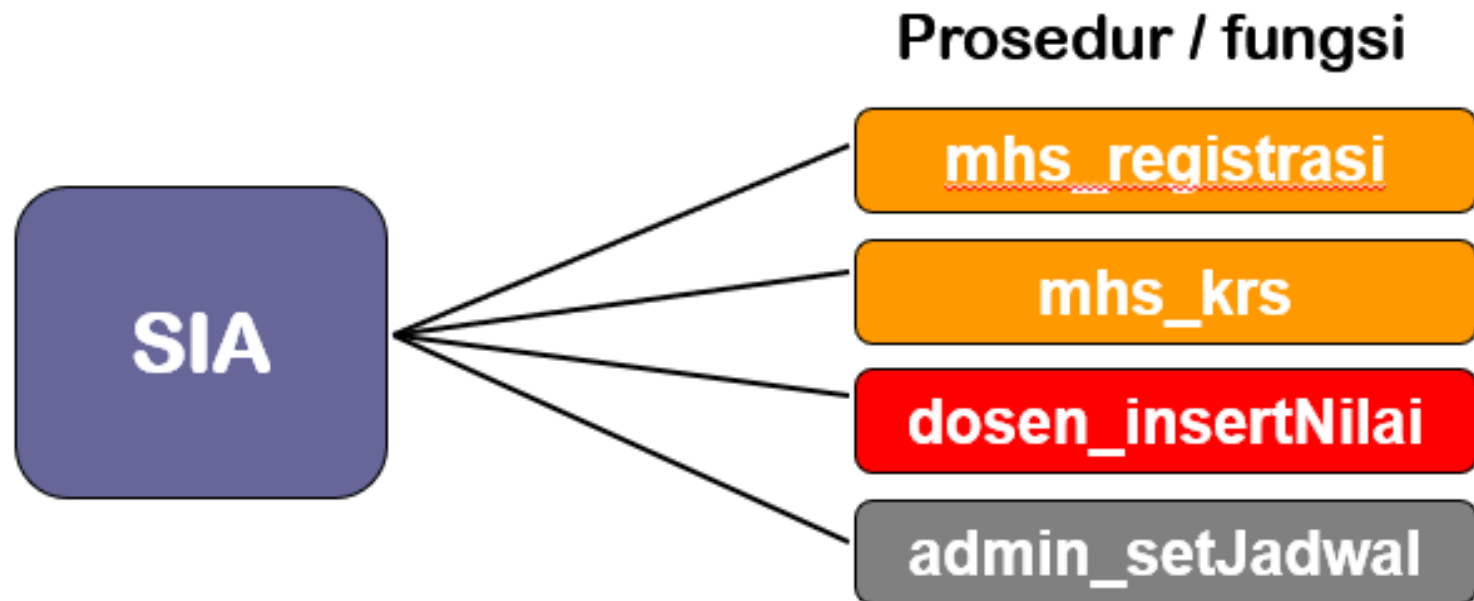 Prosedur / fungsi
mhs_registrasi
mhs_krs
SIA
dosen_insertNilai
admin_setJadwal